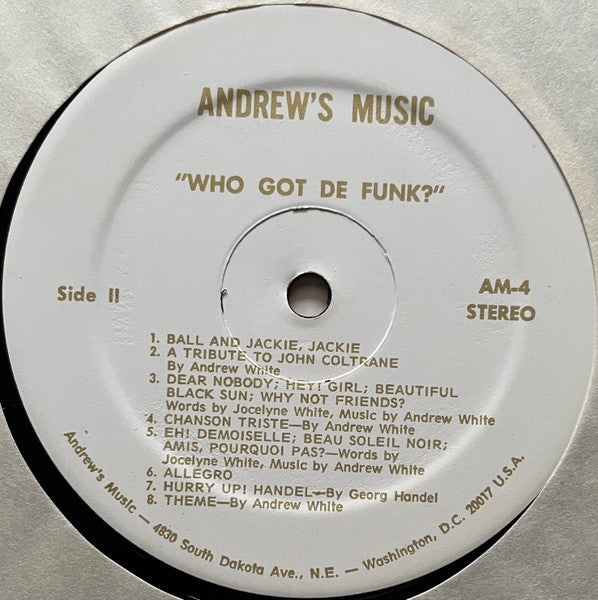 ANDREW'S MUSIC
"WHO GOT DE FUNK?"
Side II
AM-4
STEREO
1. BALL AND JACKIE, JACKIE
2. A TRIBUTE TO JOHN COLTRANE
By Andrew White
3. DEAR NOBODY; HEY! GIRL; BEAUTIFUL
BLACK SUN; WHY NOT FRIENDS?
Words by Jocelyne White, Music by Andrew White
4. CHANSON TRISTE—By Andrew White
5. EH! DEMOISELLE; BEAU SOLEIL NOIR;
AMIS, POURQUOI PAS?—Words by
Jocelyne White, Music by Andrew White
6. ALLEGRO
7. HURRY UP! HANDEL—By Georg Handel
8. THEME—By Andrew White
Andrew's Music — 4830 South Dakota Ave., N.E. — Washington, D.C. 20017 U.S.A.